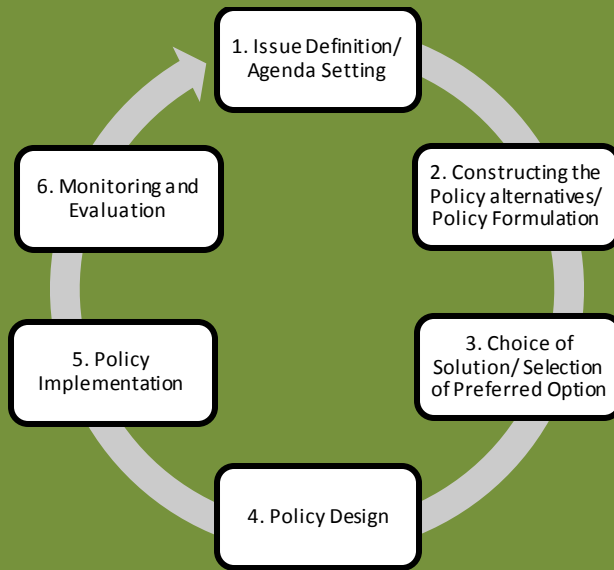 1. Issue Definition/
Agenda Setting
2. Constructing the
Policy alternatives/
Policy Formulation
3. Choice of
Solution/ Selection
of Preferred Option
4. Policy Design
5. Policy
Implementation
6. Monitoring and
Evaluation